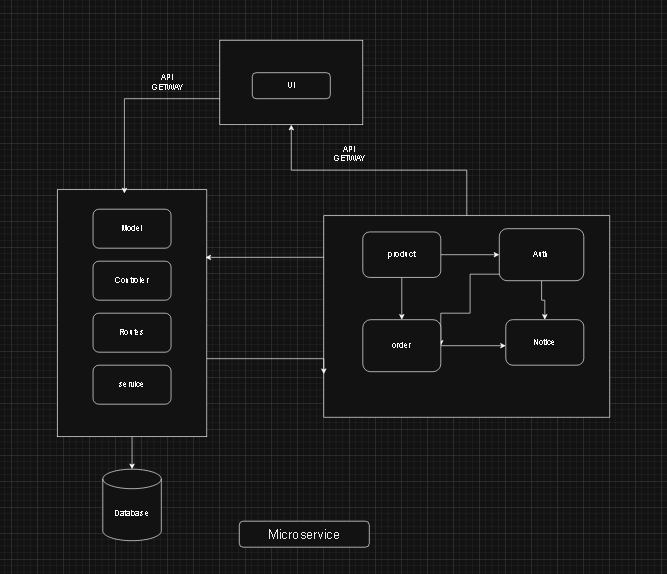 UI
API
GETWAY
API
GETWAY
Model
Controler
Routes
service
product
Auth
order
Notice
Database
Microservice